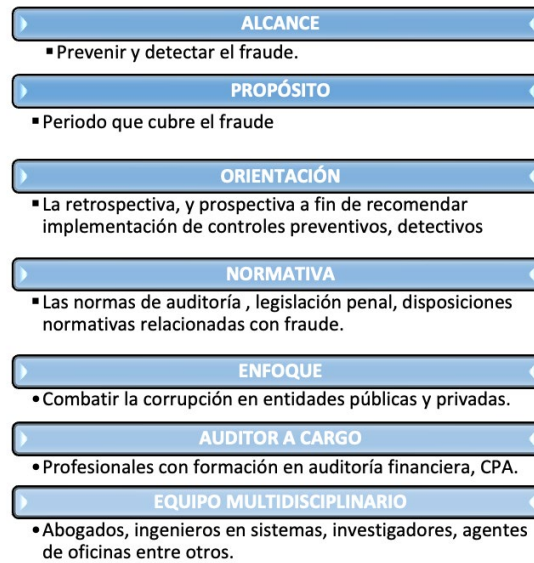 ALCANCE
▪ Prevenir y detectar el fraude.
PROPÓSITO
▪ Periodo que cubre el fraude
ORIENTACIÓN
▪ La retrospectiva, y prospectiva a fin de recomendar
implementación de controles preventivos, detectivos
NORMATIVA
▪ Las normas de auditoría , legislación penal, disposiciones
normativas relacionadas con fraude.
ENFOQUE
• Combatir la corrupción en entidades públicas y privadas.
AUDITOR A CARGO
• Profesionales con formación en auditoría financiera, CPA.
EQUIPO MULTIDISCIPLINARIO
• Abogados, ingenieros en sistemas, investigadores, agentes
de oficinas entre otros.